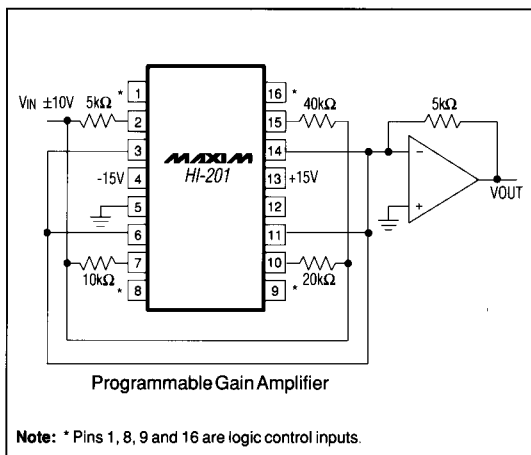 VIN ±10V
5kΩ
* 1
16 *
40kΩ
5kΩ
2
15
3
14
−
MAXIM
HI-201
-15V
4
13
+15V
VOUT
5
12
+
6
11
7
10
10kΩ
20kΩ
* 8
9 *
Programmable Gain Amplifier
Note: * Pins 1, 8, 9 and 16 are logic control inputs.